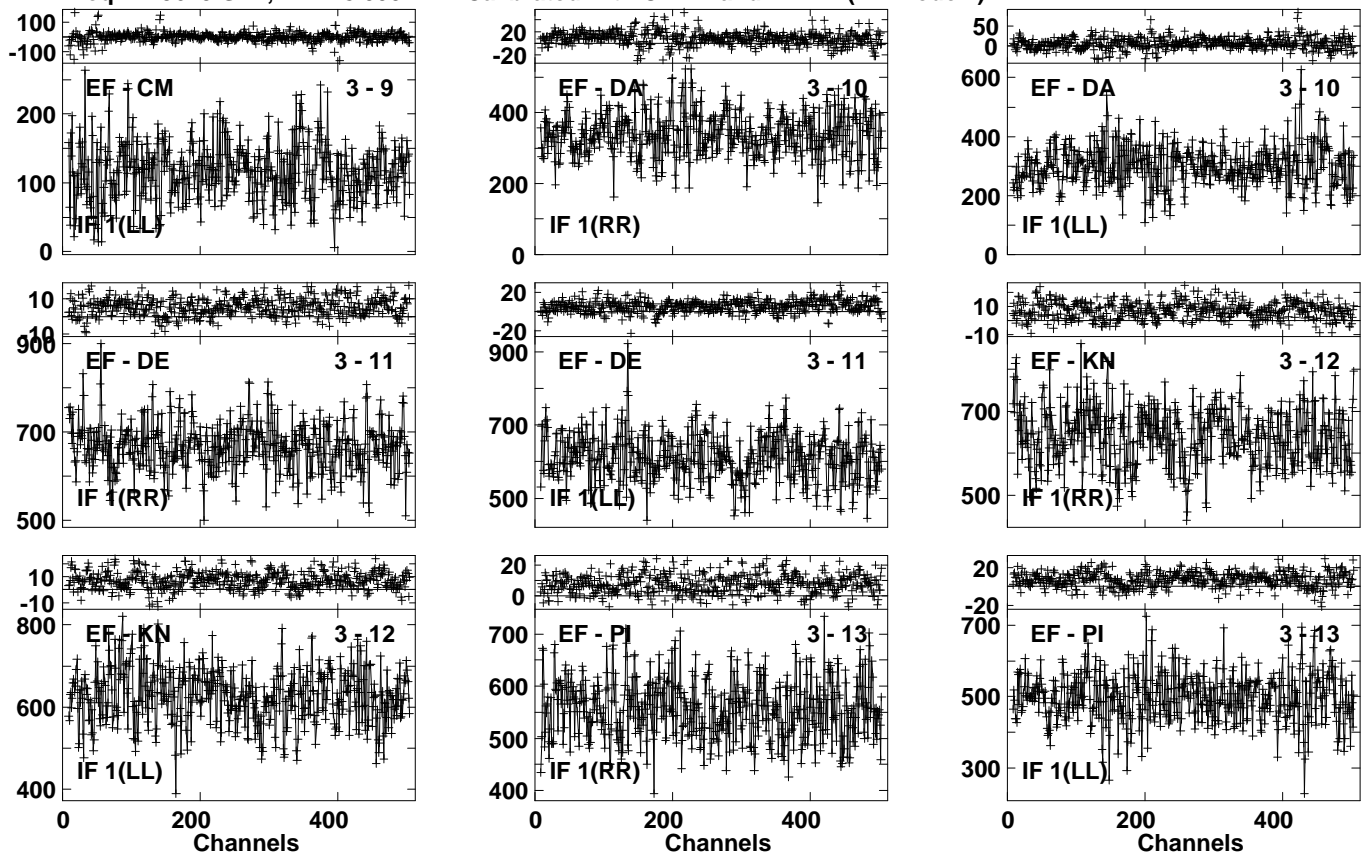 100
-100
EF - CM
3 - 9
200
100
0
IF 1(LL)
20
-20
EF - DA
3 - 10
400
200
0
IF 1(RR)
50
0
EF - DA
3 - 10
600
400
200
0
IF 1(LL)
10
-10
EF - DE
3 - 11
900
700
500
IF 1(RR)
20
-20
EF - DE
3 - 11
900
700
500
IF 1(LL)
10
-10
EF - KN
3 - 12
700
500
IF 1(RR)
10
-10
EF - KN
3 - 12
800
600
400
IF 1(LL)
0 200 400
Channels
20
0
EF - PI
3 - 13
700
600
500
400
IF 1(RR)
0 200 400
Channels
20
-20
EF - PI
3 - 13
700
500
300
IF 1(LL)
0 200 400
Channels